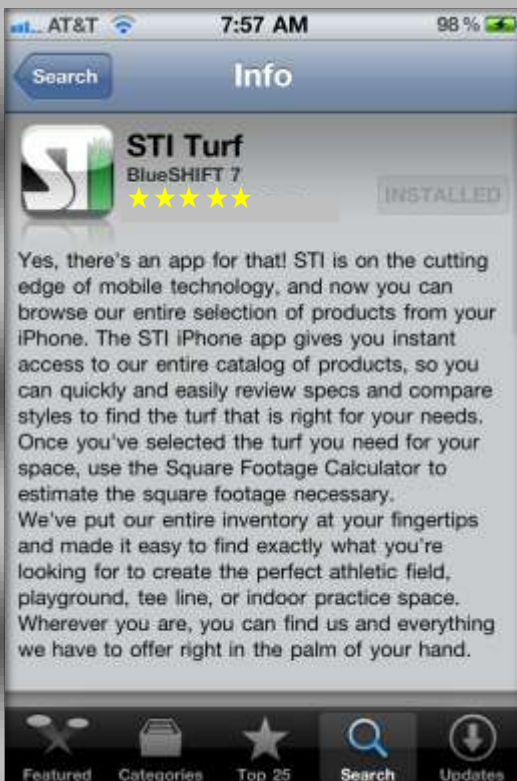 AT&T 7:57 AM 98 %
Search Info
STI
STI Turf
BlueSHIFT 7
INSTALLED
Yes, there's an app for that! STI is on the cutting
edge of mobile technology, and now you can
browse our entire selection of products from your
iPhone. The STI iPhone app gives you instant
access to our entire catalog of products, so you
can quickly and easily review specs and compare
styles to find the turf that is right for your needs.
Once you've selected the turf you need for your
space, use the Square Footage Calculator to
estimate the square footage necessary.
We've put our entire inventory at your fingertips
and made it easy to find exactly what you're
looking for to create the perfect athletic field,
playground, tee line, or indoor practice space.
Wherever you are, you can find us and everything
we have to offer right in the palm of your hand.
Featured Categories Top 25 Search Updates